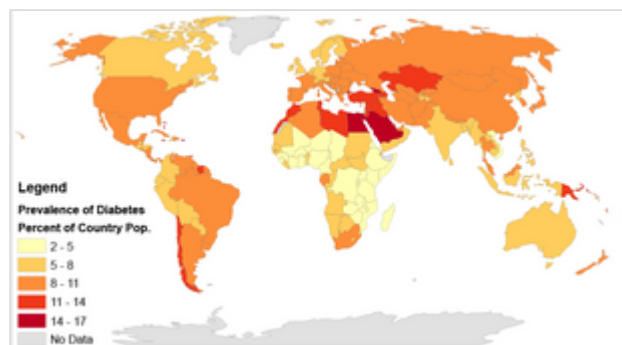 Legend
Prevalence of Diabetes
Percent of Country Pop.
2 - 5
5 - 8
8 - 11
11 - 14
14 - 17
No Data